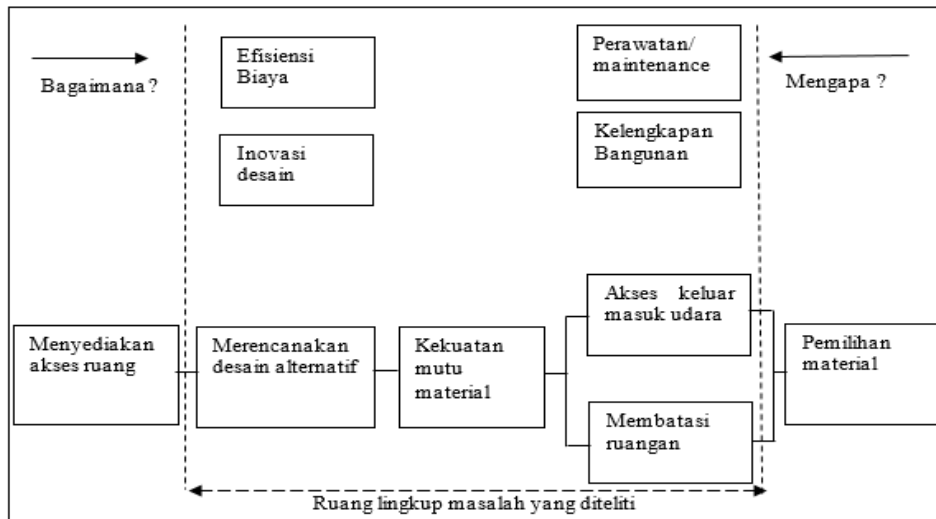 Bagaimana ?
Efisiensi
Biaya
Perawatan/
maintenance
Mengapa ?
Inovasi
desain
Kelengkapan
Bangunan
Menyediakan
akses ruang
Merencanakan
desain alternatif
Kekuatan
mutu
material
Akses keluar
masuk udara
Membatasi
ruangan
Pemilihan
material
Ruang lingkup masalah yang diteliti